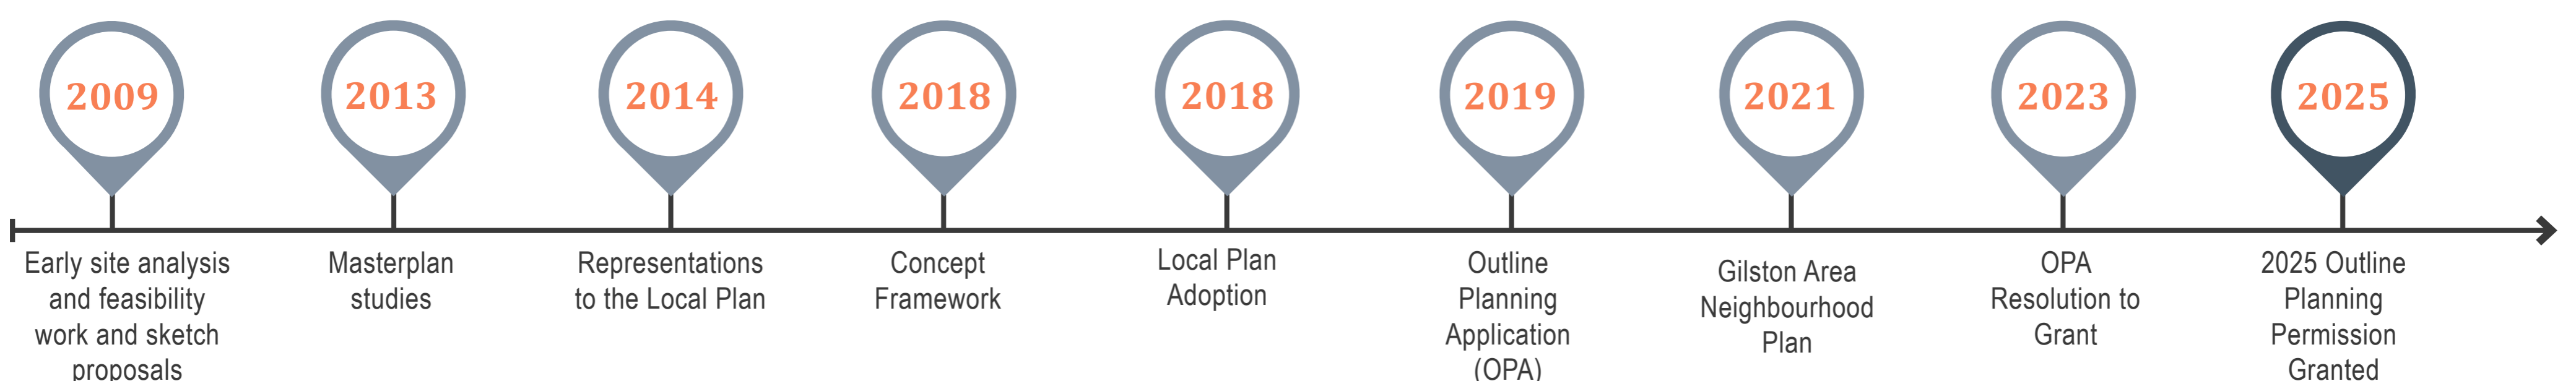 2009
Early site analysis
and feasibility
work and sketch
proposals
2013
Masterplan
studies
2014
Representations
to the Local Plan
2018
Concept
Framework
2018
Local Plan
Adoption
2019
Outline
Planning
Application
(OPA)
2021
Gilston Area
Neighbourhood
Plan
2023
OPA
Resolution to
Grant
2025
2025 Outline
Planning
Permission
Granted